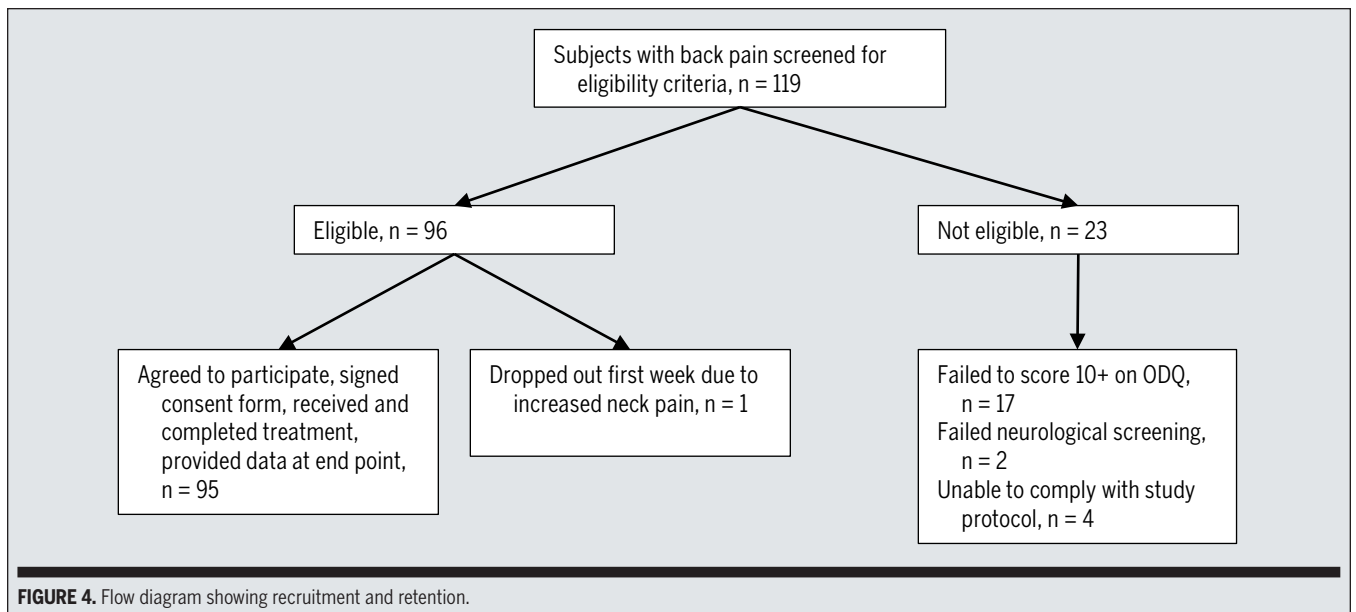 Subjects with back pain screened for
eligibility criteria, n = 119
Eligible, n = 96
Not eligible, n = 23
Agreed to participate, signed
consent form, received and
completed treatment,
provided data at end point,
n = 95
Dropped out first week due to
increased neck pain, n = 1
Failed to score 10+ on ODQ,
n = 17
Failed neurological screening,
n = 2
Unable to comply with study
protocol, n = 4
FIGURE 4. Flow diagram showing recruitment and retention.